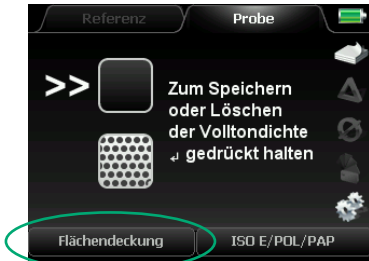 Referenz Probe
>> Zum Speichern
oder Löschen
der Volltondichte
↲ gedrückt halten
Flächendeckung ISO E/POL/PAP